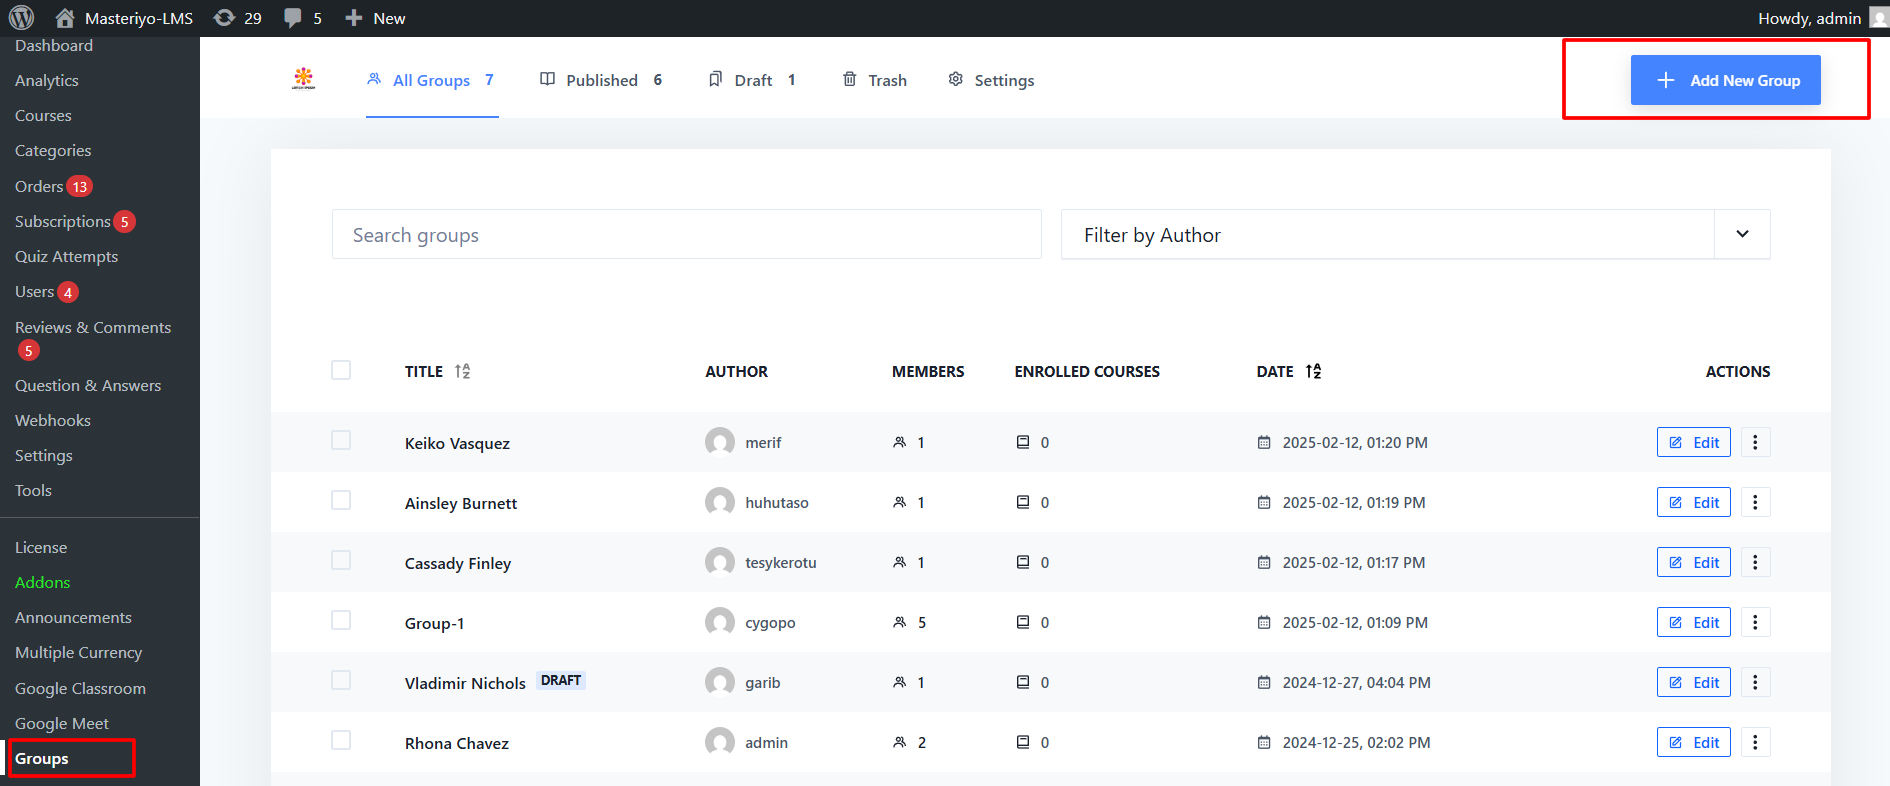 Masteriyo-LMS 29 5 New Howdy, admin
Dashboard
Analytics
Courses
Categories
Orders 13
Subscriptions 5
Quiz Attempts
Users 4
Reviews & Comments
5
Question & Answers
Webhooks
Settings
Tools
License
Addons
Announcements
Multiple Currency
Google Classroom
Google Meet
Groups
All Groups 7 Published 6 Draft 1 Trash Settings
Add New Group
Search groups
Filter by Author
TITLE AUTHOR MEMBERS ENROLLED COURSES DATE ACTIONS
Keiko Vasquez merif 1 0 2025-02-12, 01:20 PM Edit
Ainsley Burnett huhutaso 1 0 2025-02-12, 01:19 PM Edit
Cassady Finley tesykerotu 1 0 2025-02-12, 01:17 PM Edit
Group-1 cygopo 5 0 2025-02-12, 01:09 PM Edit
Vladimir Nichols DRAFT garib 1 0 2024-12-27, 04:04 PM Edit
Rhona Chavez admin 2 0 2024-12-25, 02:02 PM Edit